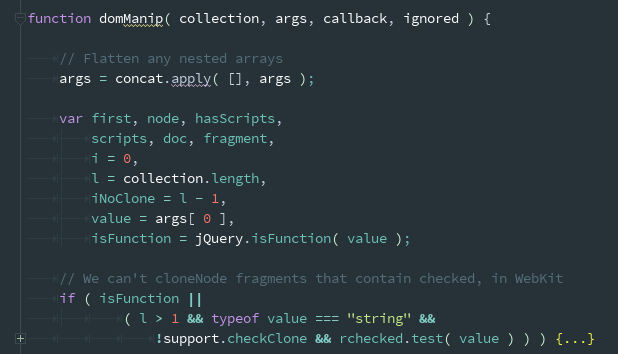 function domManip( collection, args, callback, ignored ) {
// Flatten any nested arrays
args = concat.apply( [], args );
var first, node, hasScripts,
scripts, doc, fragment,
i = 0,
l = collection.length,
iNoClone = l - 1,
value = args[ 0 ],
isFunction = jQuery.isFunction( value );
// We can't cloneNode fragments that contain checked, in WebKit
if ( isFunction ||
( l > 1 && typeof value === "string" &&
!support.checkClone && rchecked.test( value ) ) ) {...}